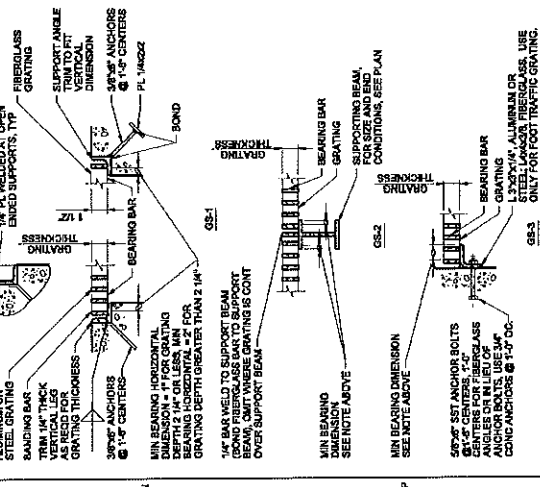 1/4" PL WELDED AT OPEN
ENDED SUPPORTS, TYP
STEEL GRATING
BANDING BAR
TRIM 1/4" THICK
VERTICAL LEG
AS REQD FOR
GRATING THICKNESS
3/8"x6" ANCHORS
@ 1'-6" CENTERS
GRATING
THICKNESS
1 1/2"
BEARING BAR
FIBERGLASS
GRATING
SUPPORT ANGLE
TRIM TO FIT
VERTICAL
DIMENSION
3/8"x6" ANCHORS
@ 1'-6" CENTERS
PL 1/4x2x2
BOND
MIN BEARING HORIZONTAL
DIMENSION = 1" FOR GRATING
DEPTH 2 1/4" OR LESS, MIN
BEARING HORIZONTAL = 2" FOR
GRATING DEPTH GREATER THAN 2 1/4"
GS-1
1/4" BAR WELD TO SUPPORT BEAM
(BOND FIBERGLASS BAR TO SUPPORT
BEAM), OMIT WHERE GRATING IS CONT
OVER SUPPORT BEAM
GRATING
THICKNESS
BEARING BAR
GRATING
MIN BEARING
DIMENSION
SEE NOTE ABOVE
SUPPORTING BEAM,
FOR SIZE AND END
CONDITIONS, SEE PLAN
GS-2
MIN BEARING DIMENSION
SEE NOTE ABOVE
GRATING
THICKNESS
BEARING BAR
GRATING
L 3"x3"x1/4", ALUMINUM OR
STEEL; FIBERGLASS, USE
ONLY FOR FOOT TRAFFIC GRATING.
5/8"x6" SST ANCHOR BOLTS
@1'-6" CENTERS, 1'-0"
CENTERS FOR FIBERGLASS
ANGLES OR IN LIEU OF
ANCHOR BOLTS, USE 3/4"
CONC ANCHORS @ 1'-0" OC.
GS-3